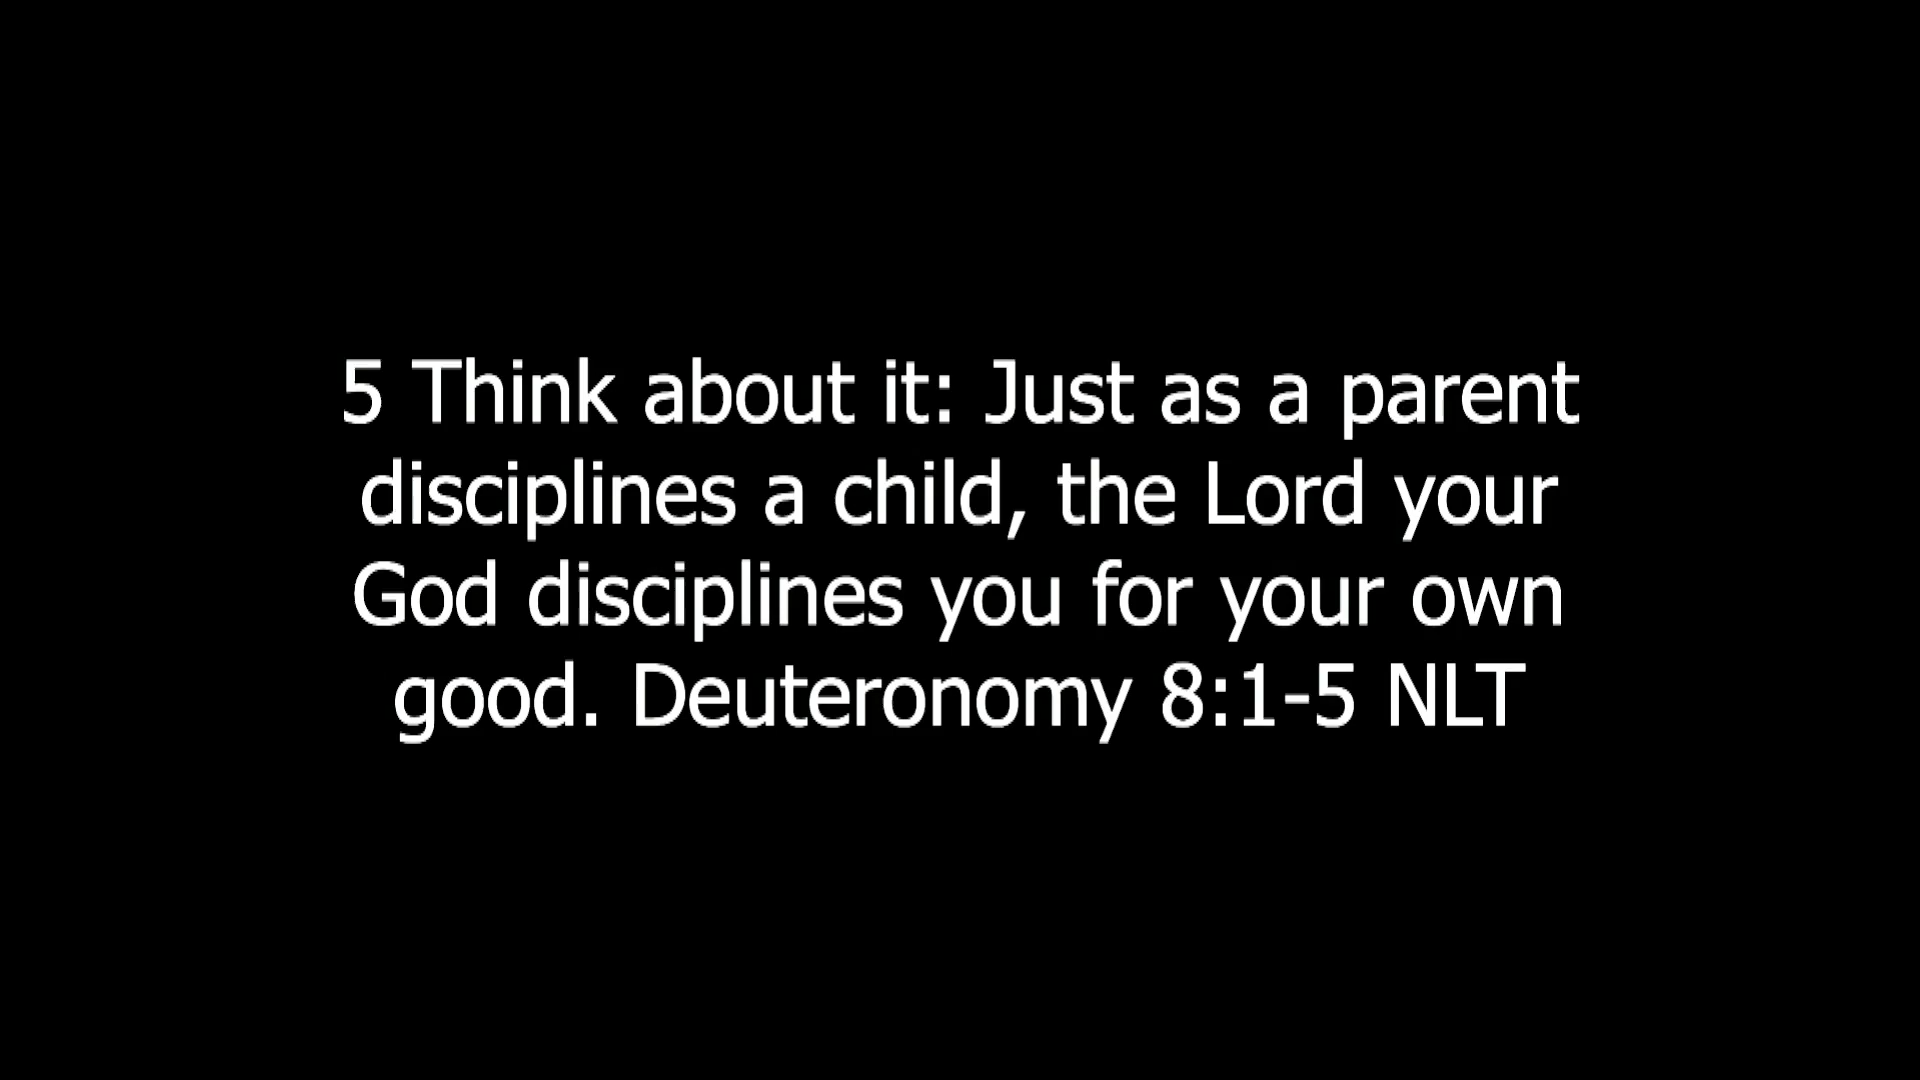 5 Think about it: Just as a parent
disciplines a child, the Lord your
God disciplines you for your own
good. Deuteronomy 8:1-5 NLT